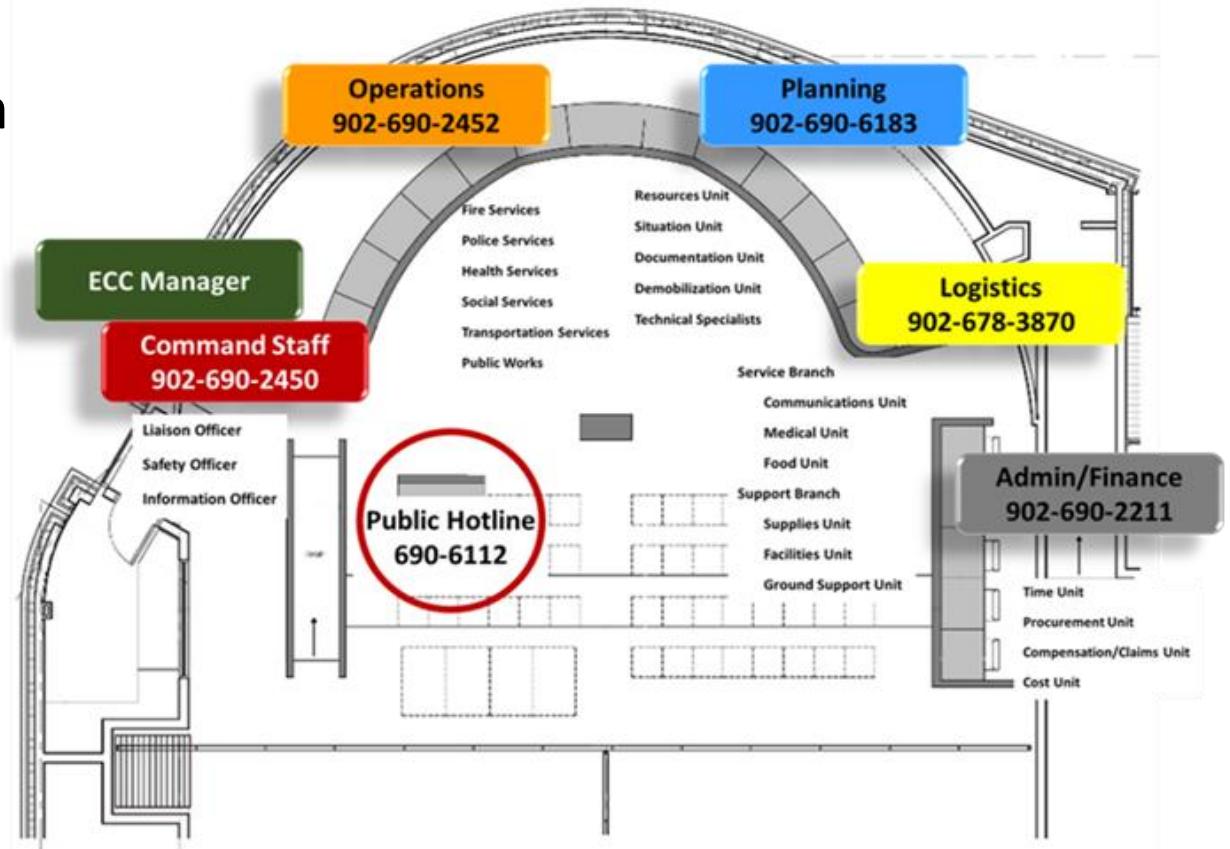 n
Operations
902-690-2452
Planning
902-690-6183
ECC Manager
Command Staff
902-690-2450
Logistics
902-678-3870
Admin/Finance
902-690-2211
Public Hotline
690-6112
Liaison Officer
Safety Officer
Information Officer
Fire Services
Police Services
Health Services
Social Services
Transportation Services
Public Works
Resources Unit
Situation Unit
Documentation Unit
Demobilization Unit
Technical Specialists
Service Branch
Communications Unit
Medical Unit
Food Unit
Support Branch
Supplies Unit
Facilities Unit
Ground Support Unit
Time Unit
Procurement Unit
Compensation/Claims Unit
Cost Unit